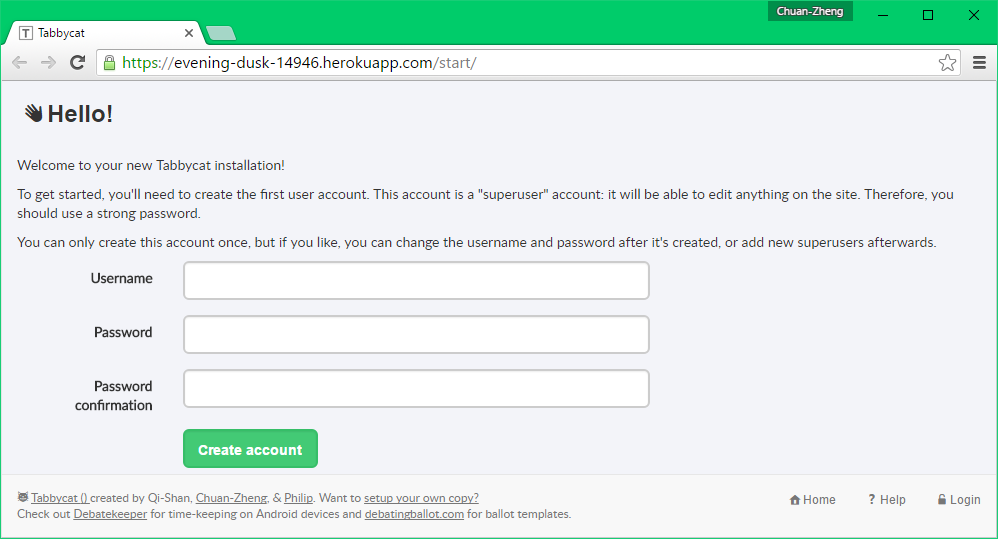 Chuan-Zheng
T Tabbycat
https://evening-dusk-14946.herokuapp.com/start/
Hello!
Welcome to your new Tabbycat installation!
To get started, you'll need to create the first user account. This account is a "superuser" account: it will be able to edit anything on the site. Therefore, you
should use a strong password.
You can only create this account once, but if you like, you can change the username and password after it's created, or add new superusers afterwards.
Username
Password
Password
confirmation
Create account
Tabbycat () created by Qi-Shan, Chuan-Zheng, & Philip. Want to setup your own copy?
Check out Debatekeeper for time-keeping on Android devices and debatingballot.com for ballot templates.
Home ? Help Login